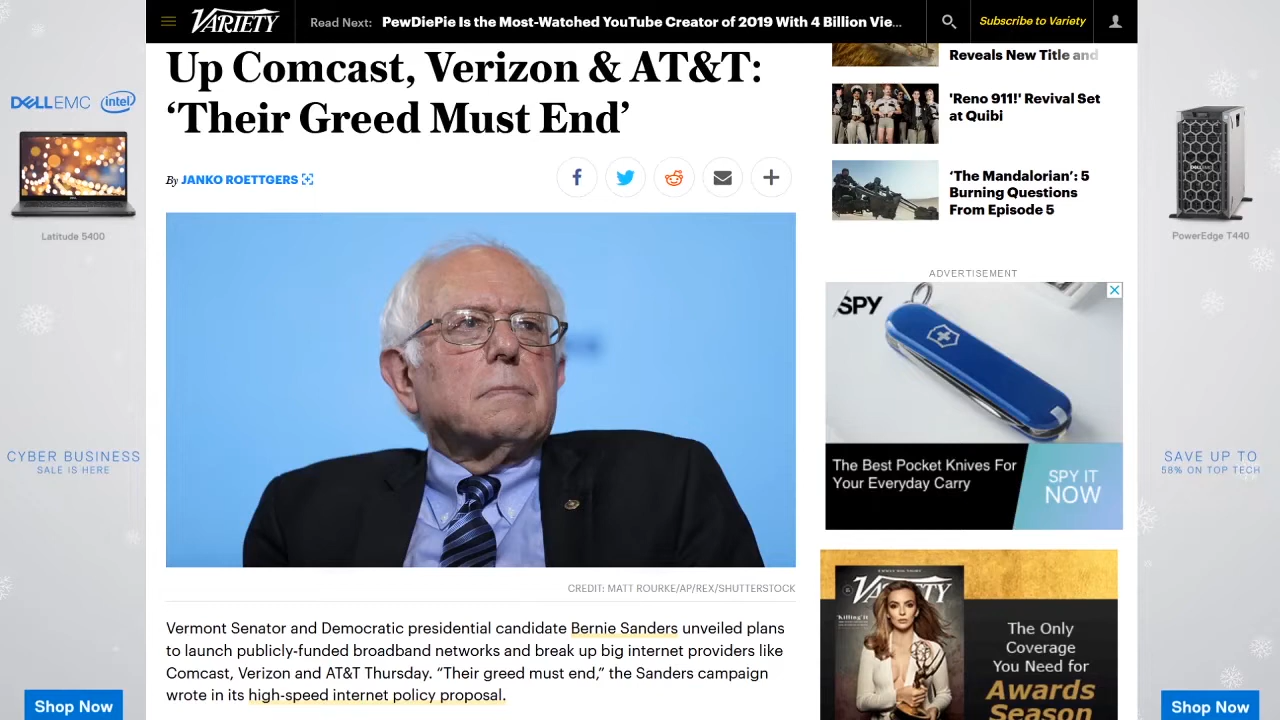 VARIETY
Read Next: PewDiePie Is the Most-Watched YouTube Creator of 2019 With 4 Billion Vie...
Subscribe to Variety
Up Comcast, Verizon & AT&T:
‘Their Greed Must End’
By JANKO ROETTGERS
CREDIT: MATT ROURKE/AP/REX/SHUTTERSTOCK
Vermont Senator and Democratic presidential candidate Bernie Sanders unveiled plans
to launch publicly-funded broadband networks and break up big internet providers like
Comcast, Verizon and AT&T Thursday. “Their greed must end,” the Sanders campaign
wrote in its high-speed internet policy proposal.
Reveals New Title and
'Reno 911!' Revival Set
at Quibi
‘The Mandalorian’: 5
Burning Questions
From Episode 5
ADVERTISEMENT
SPY
The Best Pocket Knives For
Your Everyday Carry
SPY IT
NOW
VARIETY
'Killing' It
The Only
Coverage
You Need for
Awards
Season
DELLEMC intel
Latitude 5400
CYBER BUSINESS
SALE IS HERE
Shop Now
PowerEdge T440
SAVE UP TO
58% ON TOP TECH
Shop Now